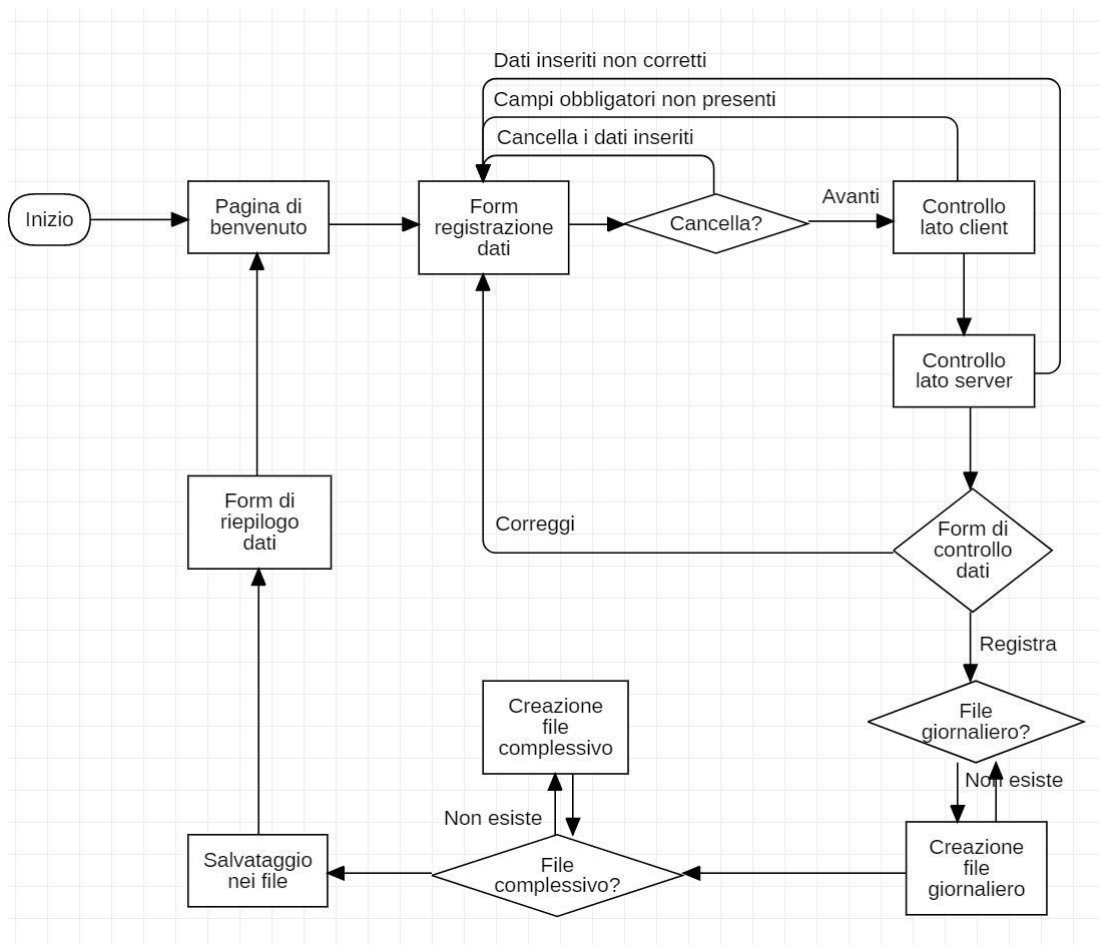 Dati inseriti non corretti
Campi obbligatori non presenti
Cancella i dati inseriti
Inizio
Pagina di
benvenuto
Form
registrazione
dati
Cancella?
Avanti
Controllo
lato client
Controllo
lato server
Form di
riepilogo
dati
Correggi
Form di
controllo
dati
Registra
Creazione
file
complessivo
File
giornaliero?
Non esiste
Non esiste
Salvataggio
nei file
File
complessivo?
Creazione
file
giornaliero